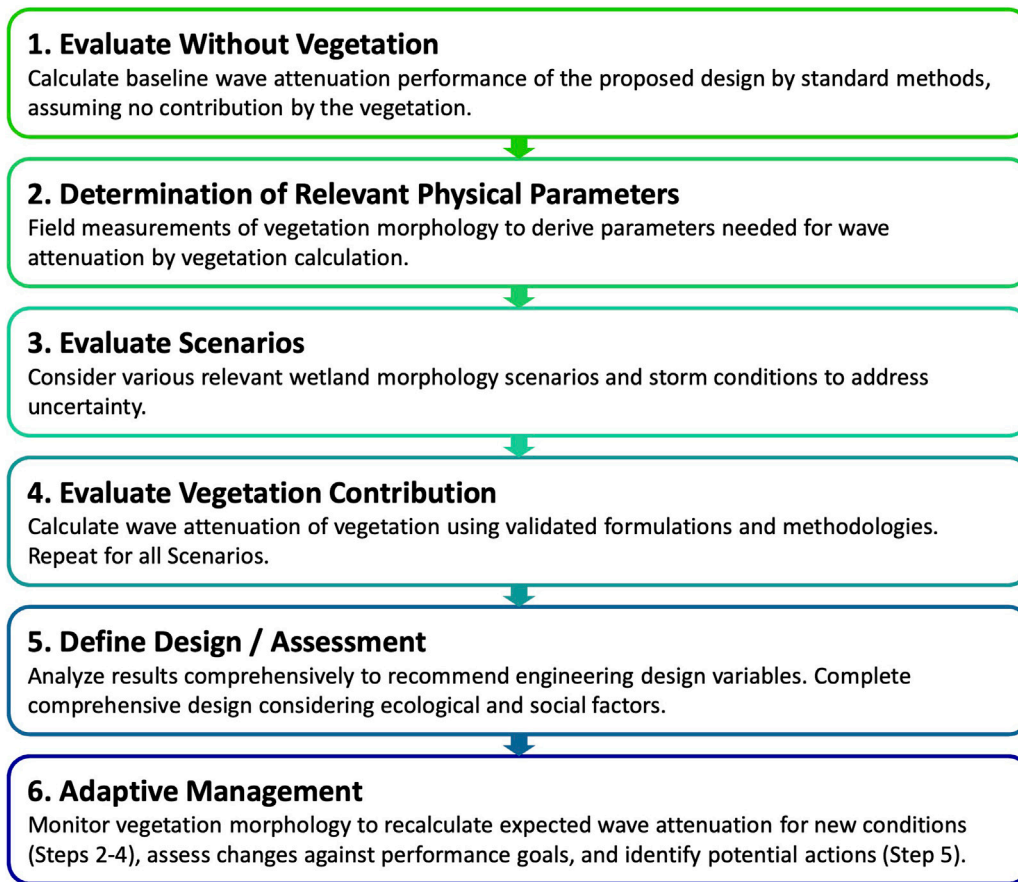 1. Evaluate Without Vegetation
Calculate baseline wave attenuation performance of the proposed design by standard methods,
assuming no contribution by the vegetation.
2. Determination of Relevant Physical Parameters
Field measurements of vegetation morphology to derive parameters needed for wave
attenuation by vegetation calculation.
3. Evaluate Scenarios
Consider various relevant wetland morphology scenarios and storm conditions to address
uncertainty.
4. Evaluate Vegetation Contribution
Calculate wave attenuation of vegetation using validated formulations and methodologies.
Repeat for all Scenarios.
5. Define Design / Assessment
Analyze results comprehensively to recommend engineering design variables. Complete
comprehensive design considering ecological and social factors.
6. Adaptive Management
Monitor vegetation morphology to recalculate expected wave attenuation for new conditions
(Steps 2-4), assess changes against performance goals, and identify potential actions (Step 5).